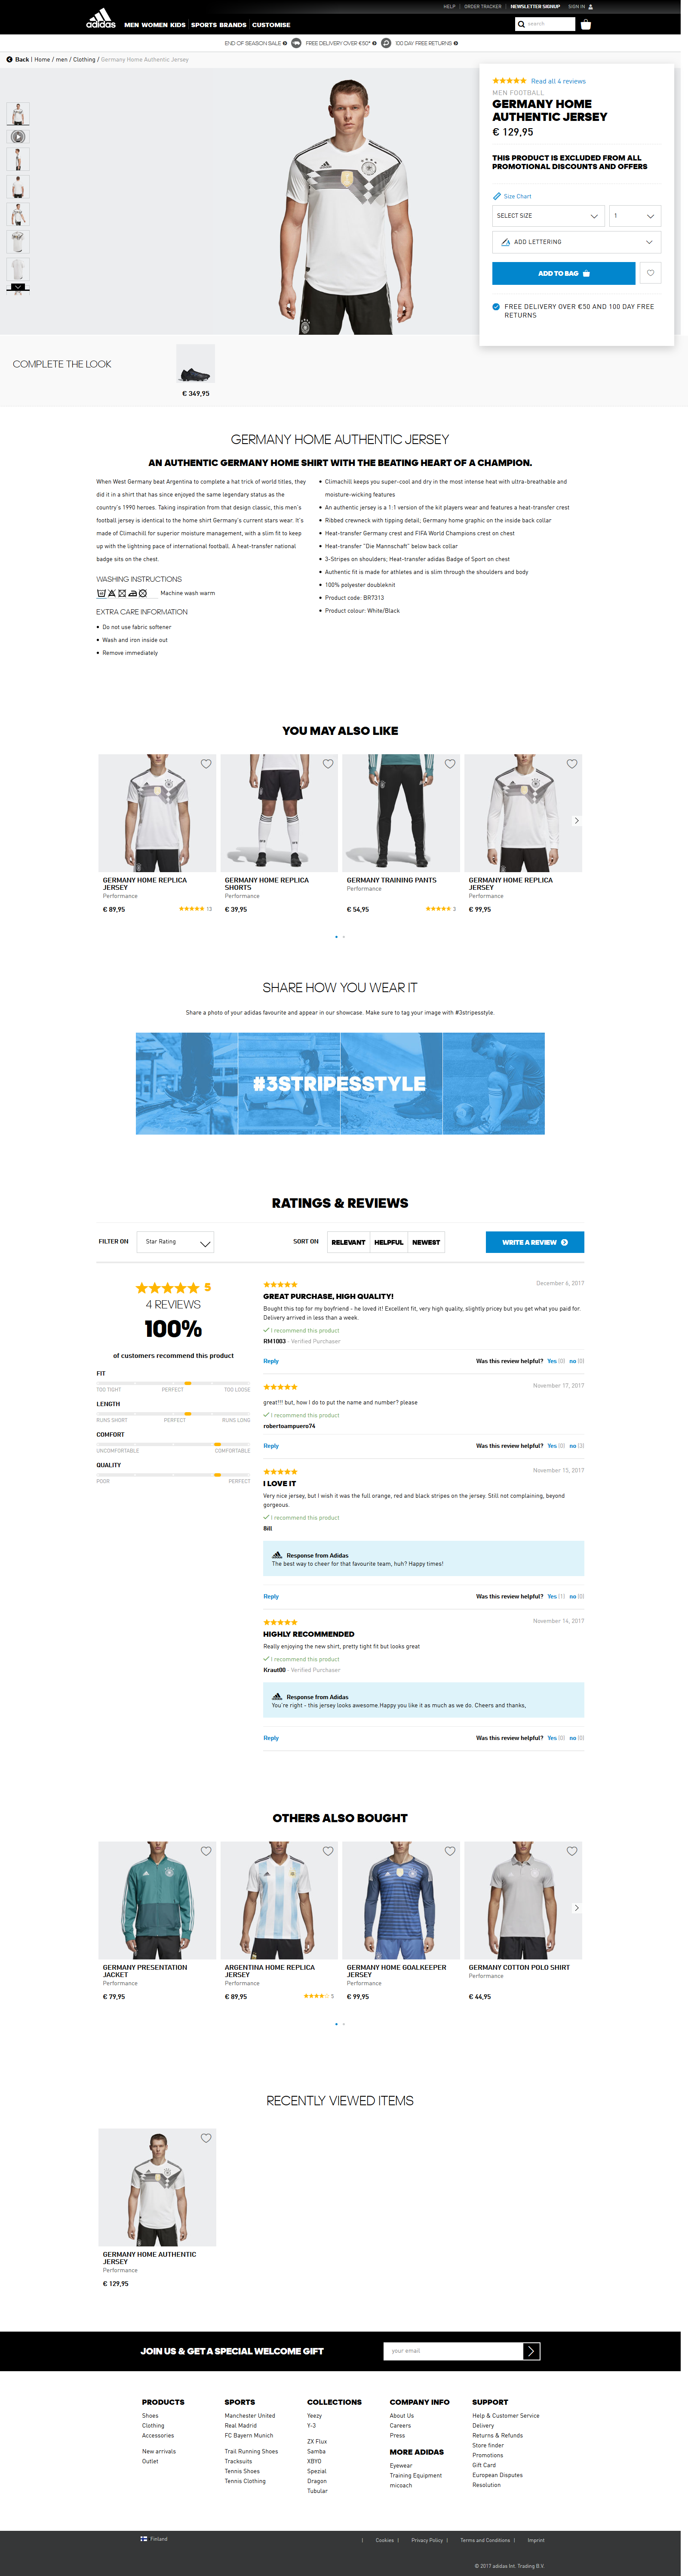 HELP | ORDER TRACKER | NEWSLETTER SIGNUP SIGN IN
adidas
MEN WOMEN KIDS SPORTS BRANDS CUSTOMISE
search
END OF SEASON SALE FREE DELIVERY OVER €50* 100 DAY FREE RETURNS
Back | Home / men / Clothing / Germany Home Authentic Jersey
Read all 4 reviews
MEN FOOTBALL
GERMANY HOME
AUTHENTIC JERSEY
€ 129,95
THIS PRODUCT IS EXCLUDED FROM ALL
PROMOTIONAL DISCOUNTS AND OFFERS
Size Chart
SELECT SIZE 1
ADD LETTERING
ADD TO BAG
FREE DELIVERY OVER €50 AND 100 DAY FREE
RETURNS
COMPLETE THE LOOK
€ 349,95
GERMANY HOME AUTHENTIC JERSEY
AN AUTHENTIC GERMANY HOME SHIRT WITH THE BEATING HEART OF A CHAMPION.
When West Germany beat Argentina to complete a hat trick of world titles, they
did it in a shirt that has since enjoyed the same legendary status as the
country's 1990 heroes. Taking inspiration from that design classic, this men's
football jersey is identical to the home shirt Germany's current stars wear. It's
made of Climachill for superior moisture management, with a slim fit to keep
up with the lightning pace of international football. A heat-transfer national
badge sits on the chest.
WASHING INSTRUCTIONS
Machine wash warm
EXTRA CARE INFORMATION
• Do not use fabric softener
• Wash and iron inside out
• Remove immediately
• Climachill keeps you super-cool and dry in the most intense heat with ultra-breathable and
moisture-wicking features
• An authentic jersey is a 1:1 version of the kit players wear and features a heat-transfer crest
• Ribbed crewneck with tipping detail; Germany home graphic on the inside back collar
• Heat-transfer Germany crest and FIFA World Champions crest on chest
• Heat-transfer "Die Mannschaft" below back collar
• 3-Stripes on shoulders; Heat-transfer adidas Badge of Sport on chest
• Authentic fit is made for athletes and is slim through the shoulders and body
• 100% polyester doubleknit
• Product code: BR7313
• Product colour: White/Black
YOU MAY ALSO LIKE
GERMANY HOME REPLICA
JERSEY
Performance
€ 89,95 13
GERMANY HOME REPLICA
SHORTS
Performance
€ 39,95
GERMANY TRAINING PANTS
Performance
€ 54,95 3
GERMANY HOME REPLICA
JERSEY
Performance
€ 99,95
SHARE HOW YOU WEAR IT
Share a photo of your adidas favourite and appear in our showcase. Make sure to tag your image with #3stripesstyle.
#3STRIPESSTYLE
RATINGS & REVIEWS
FILTER ON Star Rating SORT ON RELEVANT HELPFUL NEWEST WRITE A REVIEW
5
4 REVIEWS
100%
of customers recommend this product
FIT
TOO TIGHT PERFECT TOO LOOSE
LENGTH
RUNS SHORT PERFECT RUNS LONG
COMFORT
UNCOMFORTABLE COMFORTABLE
QUALITY
POOR PERFECT
December 6, 2017
GREAT PURCHASE, HIGH QUALITY!
Bought this top for my boyfriend - he loved it! Excellent fit, very high quality, slightly pricey but you get what you paid for.
Delivery arrived in less than a week.
I recommend this product
RM1003 - Verified Purchaser
Reply Was this review helpful? Yes (0) no (0)
November 17, 2017
great!!! but, how I do to put the name and number? please
I recommend this product
robertoampuero74
Reply Was this review helpful? Yes (0) no (3)
November 15, 2017
I LOVE IT
Very nice jersey, but I wish it was the full orange, red and black stripes on the jersey. Still not complaining, beyond
gorgeous.
I recommend this product
Bill
Response from Adidas
The best way to cheer for that favourite team, huh? Happy times!
Reply Was this review helpful? Yes (1) no (0)
November 14, 2017
HIGHLY RECOMMENDED
Really enjoying the new shirt, pretty tight fit but looks great
I recommend this product
Kraut00 - Verified Purchaser
Response from Adidas
You're right - this jersey looks awesome.Happy you like it as much as we do. Cheers and thanks,
Reply Was this review helpful? Yes (0) no (0)
OTHERS ALSO BOUGHT
GERMANY PRESENTATION
JACKET
Performance
€ 79,95
ARGENTINA HOME REPLICA
JERSEY
Performance
€ 89,95 5
GERMANY HOME GOALKEEPER
JERSEY
Performance
€ 99,95
GERMANY COTTON POLO SHIRT
Performance
€ 44,95
RECENTLY VIEWED ITEMS
GERMANY HOME AUTHENTIC
JERSEY
Performance
€ 129,95
JOIN US & GET A SPECIAL WELCOME GIFT
your email
PRODUCTS
Shoes
Clothing
Accessories
New arrivals
Outlet
SPORTS
Manchester United
Real Madrid
FC Bayern Munich
Trail Running Shoes
Tracksuits
Tennis Shoes
Tennis Clothing
COLLECTIONS
Yeezy
Y-3
ZX Flux
Samba
XBYO
Spezial
Dragon
Tubular
COMPANY INFO
About Us
Careers
Press
MORE ADIDAS
Eyewear
Training Equipment
micoach
SUPPORT
Help & Customer Service
Delivery
Returns & Refunds
Store finder
Promotions
Gift Card
European Disputes
Resolution
Finland
| Cookies | Privacy Policy | Terms and Conditions | Imprint
© 2017 adidas Int. Trading B.V.